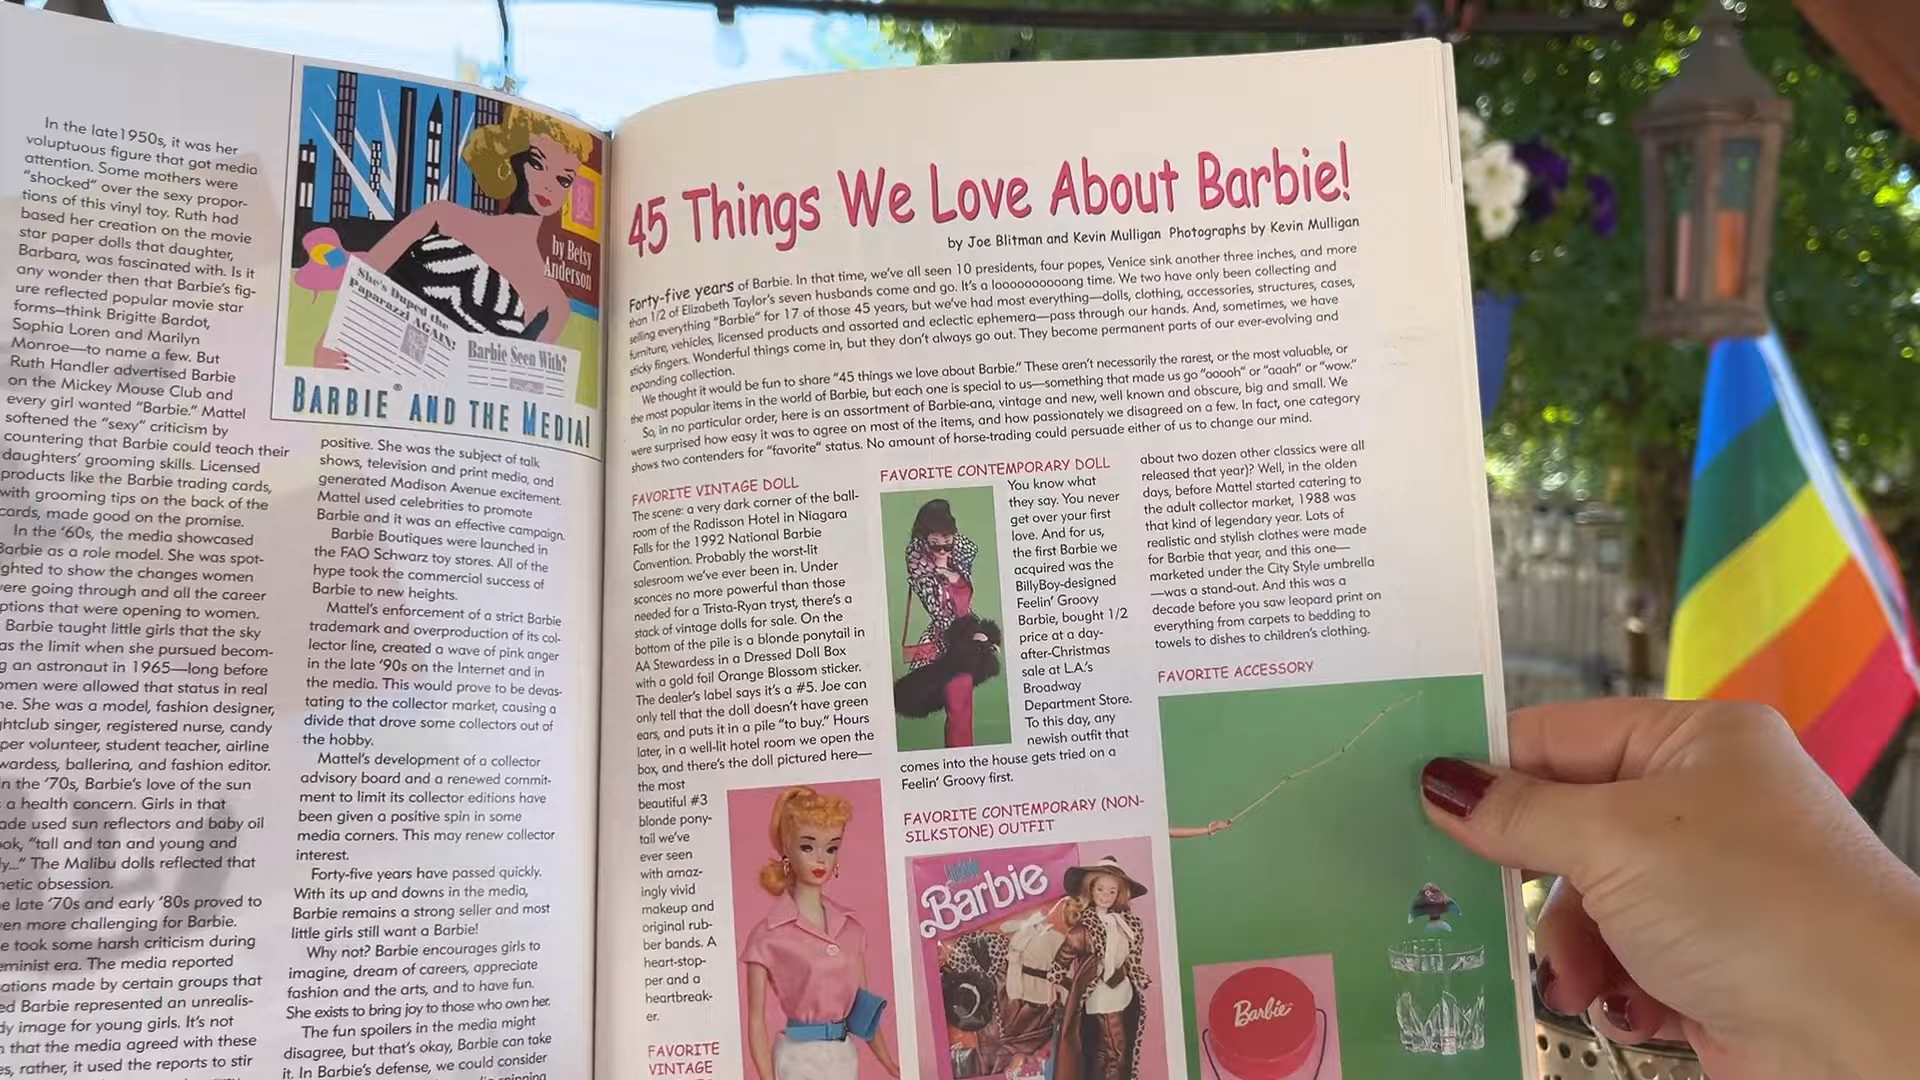 In the late1950s, it was her
voluptuous figure that got media
attention. Some mothers were
"shocked" over the sexy propor-
tions of this vinyl toy. Ruth had
based her creation on the movie
star paper dolls that daughter,
Barbara, was fascinated with. Is it
any wonder then that Barbie's fig-
ure reflected popular movie star
forms—think Brigitte Bardot,
Sophia Loren and Marilyn
Monroe—to name a few. But
Ruth Handler advertised Barbie
on the Mickey Mouse Club and
every girl wanted "Barbie." Mattel
softened the "sexy" criticism by
countering that Barbie could teach their
daughters' grooming skills. Licensed
products like the Barbie trading cards,
with grooming tips on the back of the
cards, made good on the promise.
In the '60s, the media showcased
Barbie as a role model. She was spot-
ghted to show the changes women
were going through and all the career
ptions that were opening to women.
Barbie taught little girls that the sky
as the limit when she pursued becom-
g an astronaut in 1965—long before
omen were allowed that status in real
e. She was a model, fashion designer,
ghtclub singer, registered nurse, candy
per volunteer, student teacher, airline
wardess, ballerina, and fashion editor.
n the '70s, Barbie's love of the sun
a health concern. Girls in that
ade used sun reflectors and baby oil
ok, "tall and tan and young and
y..." The Malibu dolls reflected that
netic obsession.
e late '70s and early '80s proved to
en more challenging for Barbie.
e took some harsh criticism during
eminist era. The media reported
ations made by certain groups that
ed Barbie represented an unrealis-
dy image for young girls. It's not
that the media agreed with these
es, rather, it used the reports to stir
by Betsy
Anderson
She's Duped the
Paparazzi AGAIN!
Barbie Seen With?
BARBIE® AND THE MEDIA!
positive. She was the subject of talk
shows, television and print media, and
generated Madison Avenue excitement.
Mattel used celebrities to promote
Barbie and it was an effective campaign.
Barbie Boutiques were launched in
the FAO Schwarz toy stores. All of the
hype took the commercial success of
Barbie to new heights.
Mattel's enforcement of a strict Barbie
trademark and overproduction of its col-
lector line, created a wave of pink anger
in the late '90s on the Internet and in
the media. This would prove to be devas-
tating to the collector market, causing a
divide that drove some collectors out of
the hobby.
Mattel's development of a collector
advisory board and a renewed commit-
ment to limit its collector editions have
been given a positive spin in some
media corners. This may renew collector
interest.
Forty-five years have passed quickly.
With its up and downs in the media,
Barbie remains a strong seller and most
little girls still want a Barbie!
Why not? Barbie encourages girls to
imagine, dream of careers, appreciate
fashion and the arts, and to have fun.
She exists to bring joy to those who own her.
The fun spoilers in the media might
disagree, but that's okay, Barbie can take
it. In Barbie's defense, we could consider
45 Things We Love About Barbie!
by Joe Blitman and Kevin Mulligan Photographs by Kevin Mulligan
Forty-five years of Barbie. In that time, we've all seen 10 presidents, four popes, Venice sink another three inches, and more
than 1/2 of Elizabeth Taylor's seven husbands come and go. It's a looooooooooong time. We two have only been collecting and
selling everything "Barbie" for 17 of those 45 years, but we've had most everything—dolls, clothing, accessories, structures, cases,
furniture, vehicles, licensed products and assorted and eclectic ephemera—pass through our hands. And, sometimes, we have
sticky fingers. Wonderful things come in, but they don't always go out. They become permanent parts of our ever-evolving and
expanding collection.
We thought it would be fun to share "45 things we love about Barbie." These aren't necessarily the rarest, or the most valuable, or
the most popular items in the world of Barbie, but each one is special to us—something that made us go "ooooh" or "aaah" or "wow."
So, in no particular order, here is an assortment of Barbie-ana, vintage and new, well known and obscure, big and small. We
were surprised how easy it was to agree on most of the items, and how passionately we disagreed on a few. In fact, one category
shows two contenders for "favorite" status. No amount of horse-trading could persuade either of us to change our mind.
FAVORITE VINTAGE DOLL
The scene: a very dark corner of the ball-
room of the Radisson Hotel in Niagara
Falls for the 1992 National Barbie
Convention. Probably the worst-lit
salesroom we've ever been in. Under
sconces no more powerful than those
needed for a Trista-Ryan tryst, there's a
stack of vintage dolls for sale. On the
bottom of the pile is a blonde ponytail in
AA Stewardess in a Dressed Doll Box
with a gold foil Orange Blossom sticker.
The dealer's label says it's a #5. Joe can
only tell that the doll doesn't have green
ears, and puts it in a pile "to buy." Hours
later, in a well-lit hotel room we open the
box, and there's the doll pictured here—
the most
beautiful #3
blonde pony-
tail we've
ever seen
with amaz-
ingly vivid
makeup and
original rub-
ber bands. A
heart-stop-
per and a
heartbreak-
er.
FAVORITE
VINTAGE
FAVORITE CONTEMPORARY DOLL
You know what
they say. You never
get over your first
love. And for us,
the first Barbie we
acquired was the
BillyBoy-designed
Feelin' Groovy
Barbie, bought 1/2
price at a day-
after-Christmas
sale at L.A.'s
Broadway
Department Store.
To this day, any
newish outfit that
comes into the house gets tried on a
Feelin' Groovy first.
FAVORITE CONTEMPORARY (NON-
SILKSTONE) OUTFIT
Barbie
about two dozen other classics were all
released that year)? Well, in the olden
days, before Mattel started catering to
the adult collector market, 1988 was
that kind of legendary year. Lots of
realistic and stylish clothes were made
for Barbie that year, and this one—
marketed under the City Style umbrella
—was a stand-out. And this was a
decade before you saw leopard print on
everything from carpets to bedding to
towels to dishes to children's clothing.
FAVORITE ACCESSORY
Barbie